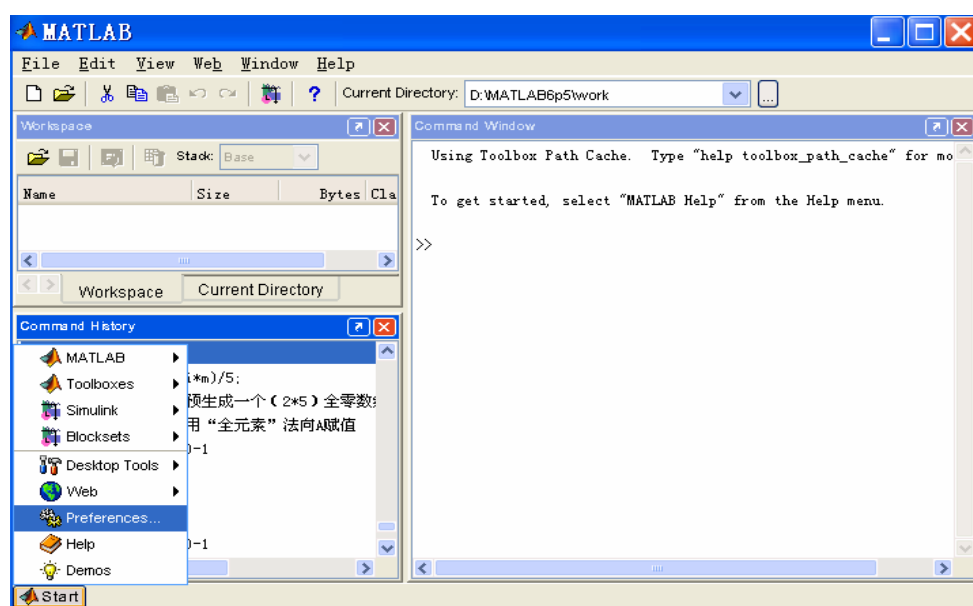 MATLAB
File Edit View Web Window Help
? Current Directory: D:\MATLAB6p5\work ...
Workspace
Stack: Base
Name Size Bytes Cla
Workspace Current Directory
Command History
MATLAB
Toolboxes i*m)/5;
Simulink 预生成一个(2*5)全零数
Blocksets 用“全元素”法向A赋值
)-1
Desktop Tools
Web
Preferences...
Help )-1
Demos
Start
Command Window
Using Toolbox Path Cache. Type "help toolbox_path_cache" for mo
To get started, select "MATLAB Help" from the Help menu.
>>